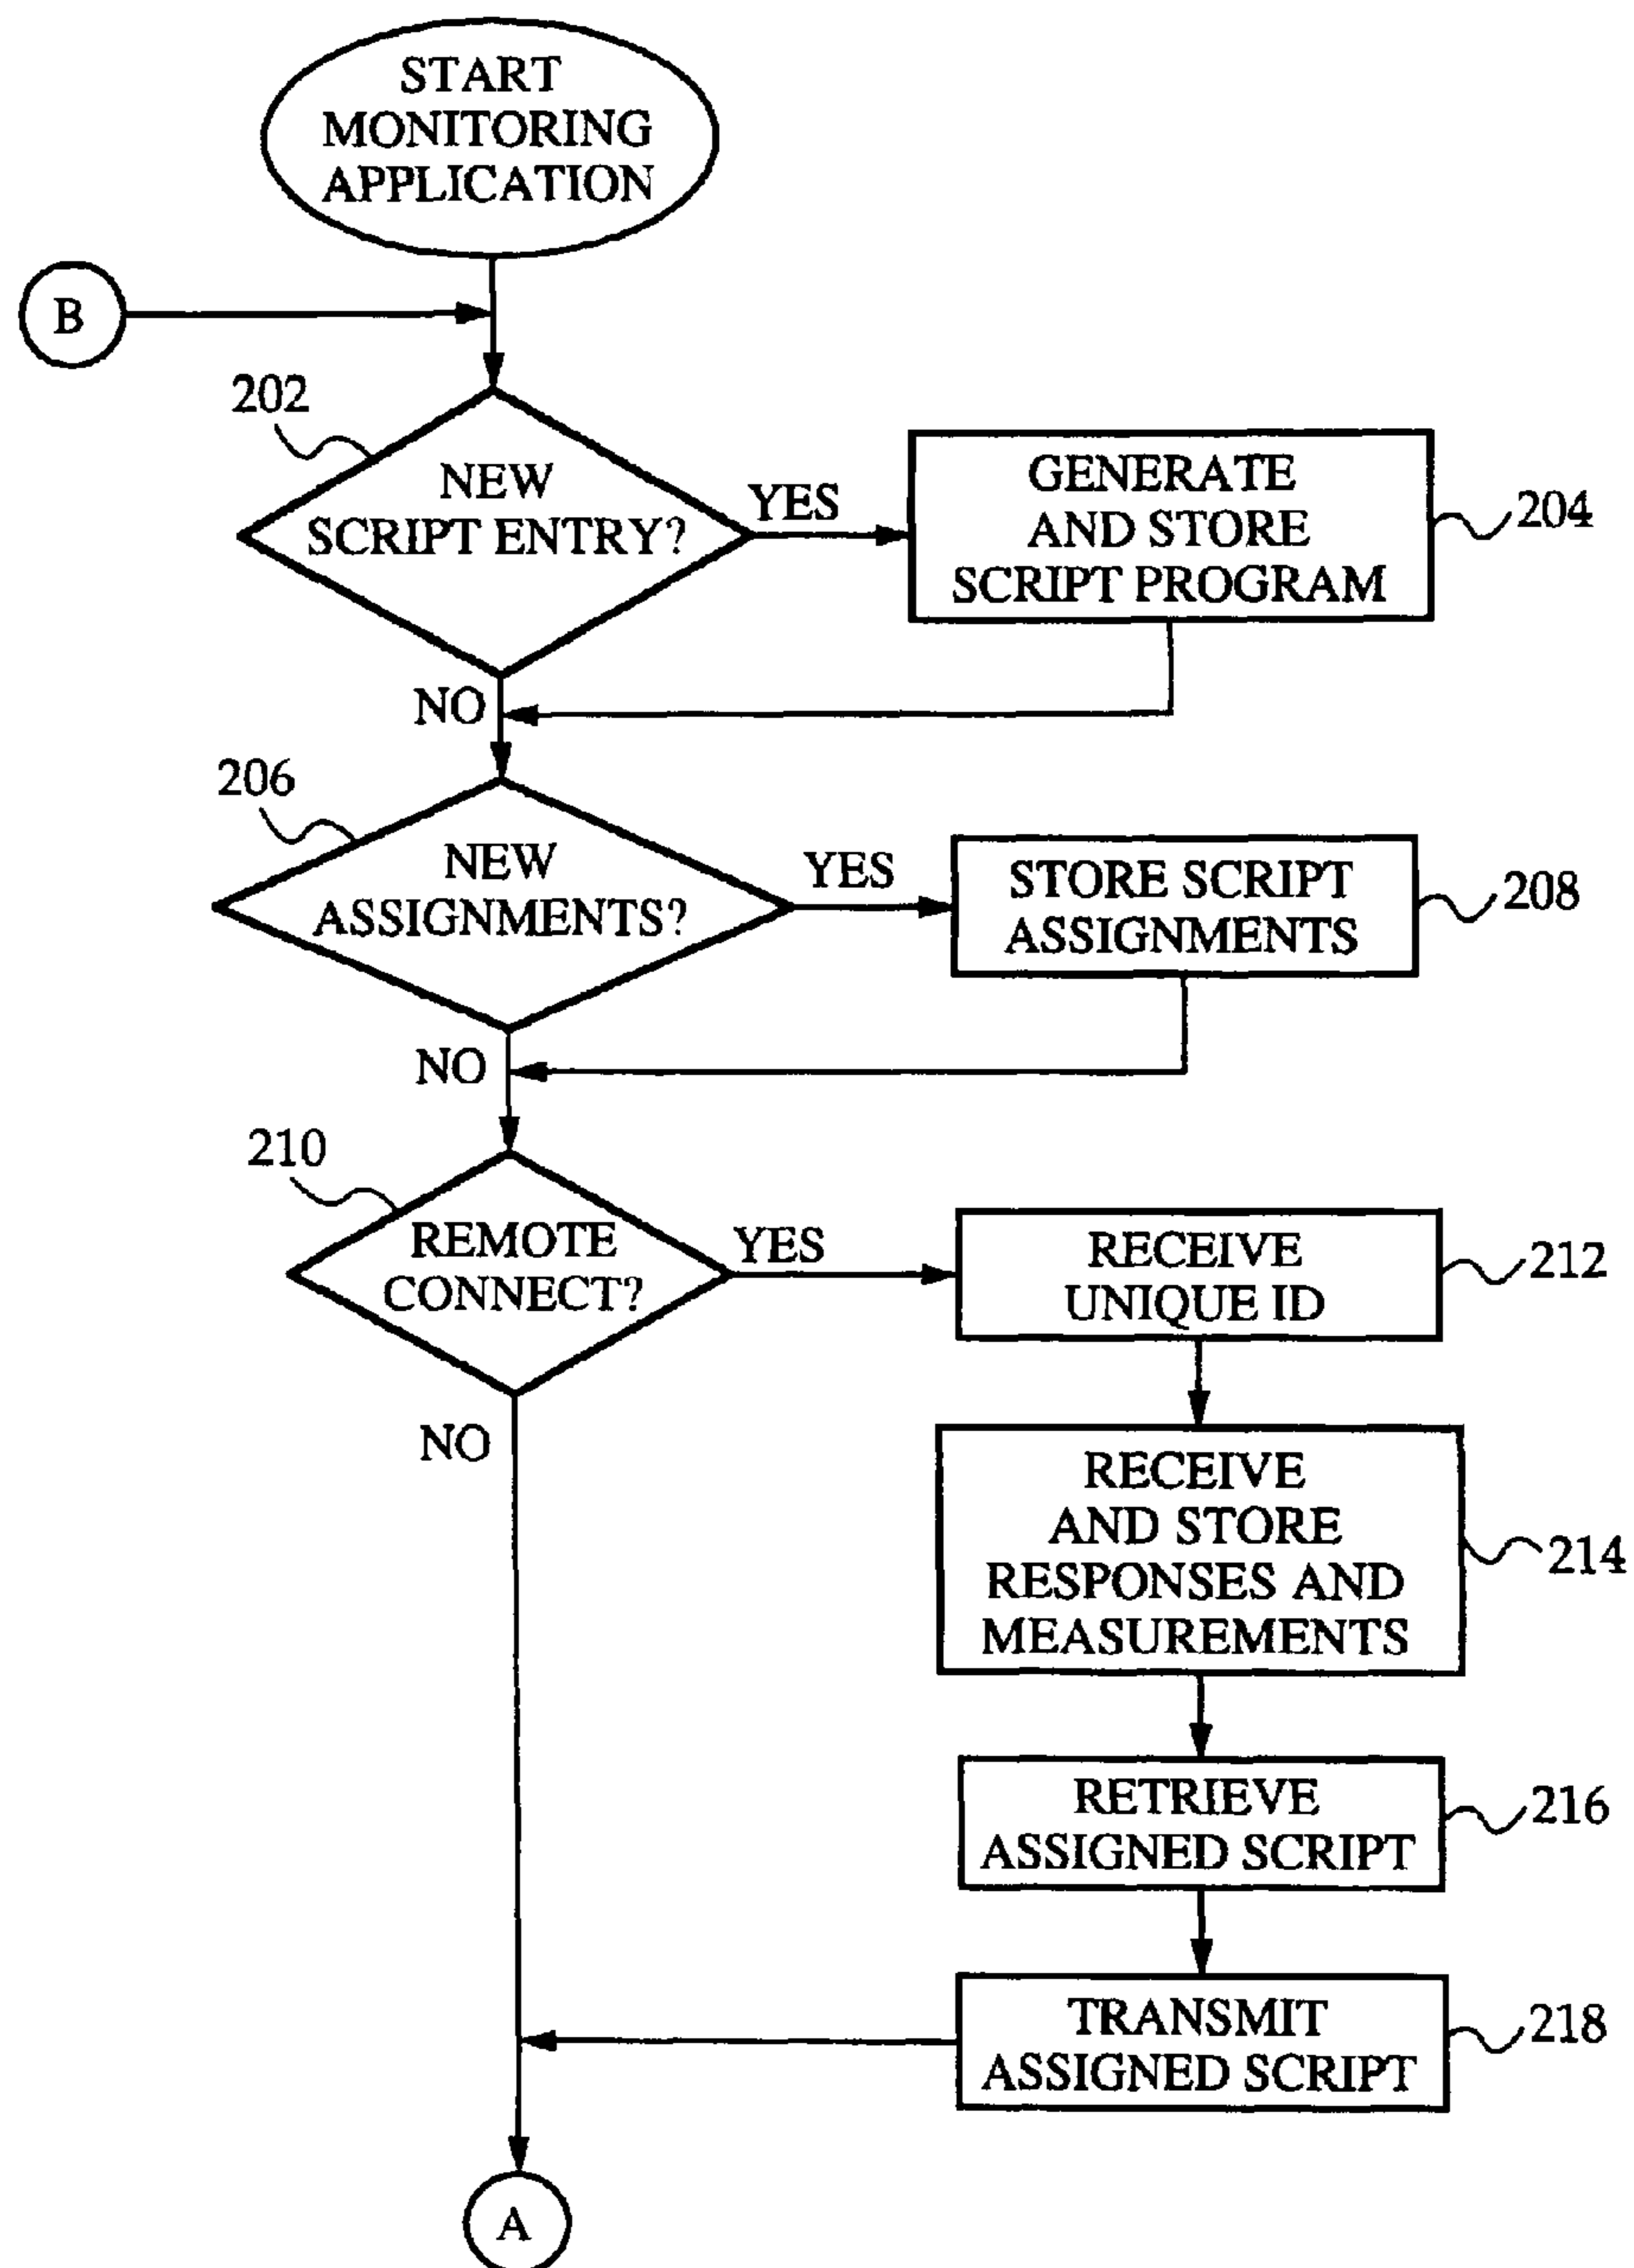 START
MONITORING
APPLICATION
B
202
NEW
SCRIPT ENTRY?
YES
GENERATE
AND STORE
SCRIPT PROGRAM
204
NO
206
NEW
ASSIGNMENTS?
YES
STORE SCRIPT
ASSIGNMENTS
208
NO
210
REMOTE
CONNECT?
YES
RECEIVE
UNIQUE ID
212
NO
RECEIVE
AND STORE
RESPONSES AND
MEASUREMENTS
214
RETRIEVE
ASSIGNED SCRIPT
216
TRANSMIT
ASSIGNED SCRIPT
218
A